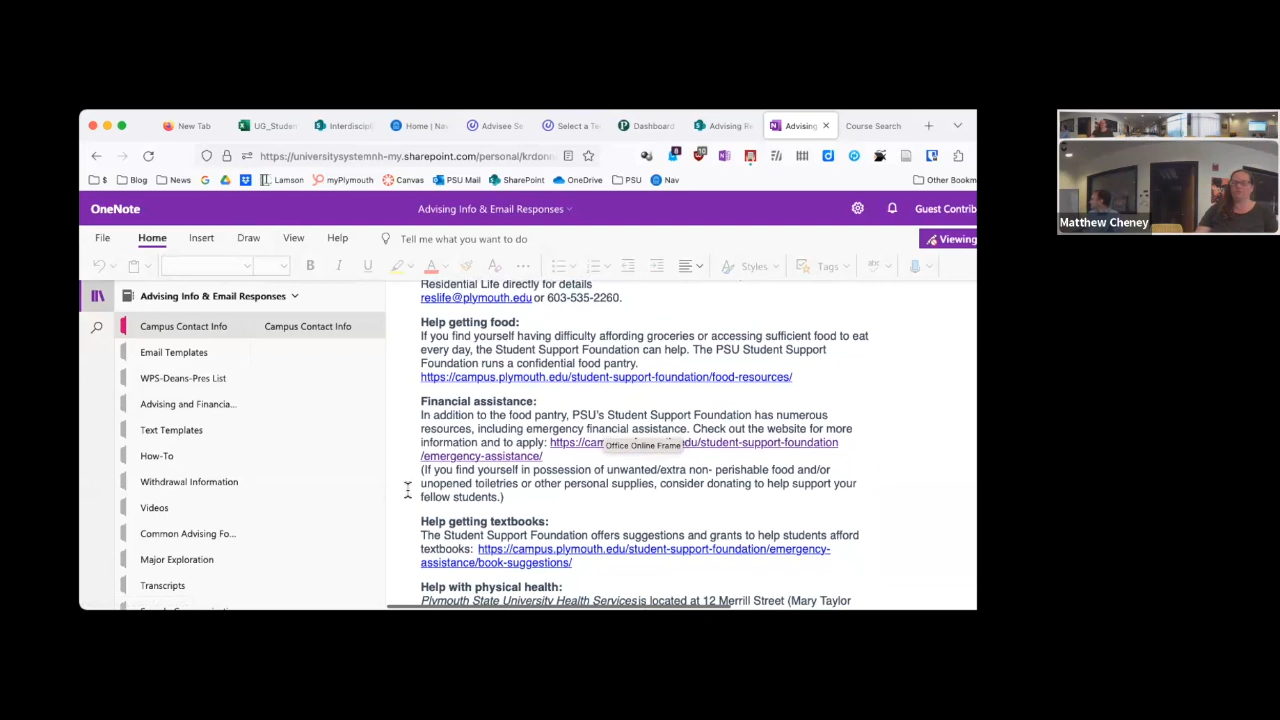 New Tab
UG_Studen
Interdiscipl
Home | Nav
Advisee Se
Select a Te
Dashboard
Advising Re
Advising
Course Search
https://universitysystemnh-my.sharepoint.com/personal/krdonn
8
10
$
Blog
News
Lamson
myPlymouth
Canvas
PSU Mail
SharePoint
OneDrive
PSU
Nav
Other Bookm
OneNote
Advising Info & Email Responses
Guest Contrib
File
Home
Insert
Draw
View
Help
Tell me what you want to do
Viewing
B I U
A
Styles
Tags
abc
Advising Info & Email Responses
Campus Contact Info
Email Templates
WPS-Deans-Pres List
Advising and Financia...
Text Templates
How-To
Withdrawal Information
Videos
Common Advising Fo...
Major Exploration
Transcripts
Campus Contact Info
Residential Life directly for details
reslife@plymouth.edu or 603-535-2260.
Help getting food:
If you find yourself having difficulty affording groceries or accessing sufficient food to eat
every day, the Student Support Foundation can help. The PSU Student Support
Foundation runs a confidential food pantry.
https://campus.plymouth.edu/student-support-foundation/food-resources/
Financial assistance:
In addition to the food pantry, PSU's Student Support Foundation has numerous
resources, including emergency financial assistance. Check out the website for more
information and to apply: https://cam edu/student-support-foundation
Office Online Frame
/emergency-assistance/
(If you find yourself in possession of unwanted/extra non- perishable food and/or
unopened toiletries or other personal supplies, consider donating to help support your
fellow students.)
Help getting textbooks:
The Student Support Foundation offers suggestions and grants to help students afford
textbooks: https://campus.plymouth.edu/student-support-foundation/emergency-
assistance/book-suggestions/
Help with physical health:
Plymouth State University Health Services is located at 12 Merrill Street (Mary Taylor
Matthew Cheney